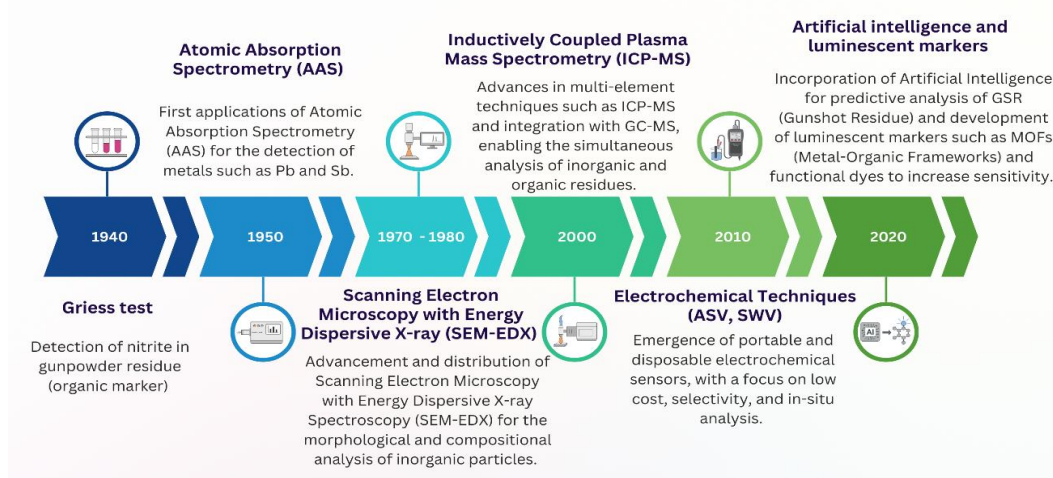 Atomic Absorption
Spectrometry (AAS)
First applications of Atomic
Absorption Spectrometry
(AAS) for the detection of
metals such as Pb and Sb.
Inductively Coupled Plasma
Mass Spectrometry (ICP-MS)
Advances in multi-element
techniques such as ICP-MS
and integration with GC-MS,
enabling the simultaneous
analysis of inorganic and
organic residues.
Artificial intelligence and
luminescent markers
Incorporation of Artificial Intelligence
for predictive analysis of GSR
(Gunshot Residue) and development
of luminescent markers such as MOFs
(Metal-Organic Frameworks) and
functional dyes to increase sensitivity.
1940
1950
1970 - 1980
2000
2010
2020
Griess test
Detection of nitrite in
gunpowder residue
(organic marker)
Scanning Electron
Microscopy with Energy
Dispersive X-ray (SEM-EDX)
Advancement and distribution of
Scanning Electron Microscopy
with Energy Dispersive X-ray
Spectroscopy (SEM-EDX) for the
morphological and compositional
analysis of inorganic particles.
Electrochemical Techniques
(ASV, SWV)
Emergence of portable and
disposable electrochemical
sensors, with a focus on low
cost, selectivity, and in-situ
analysis.
AI